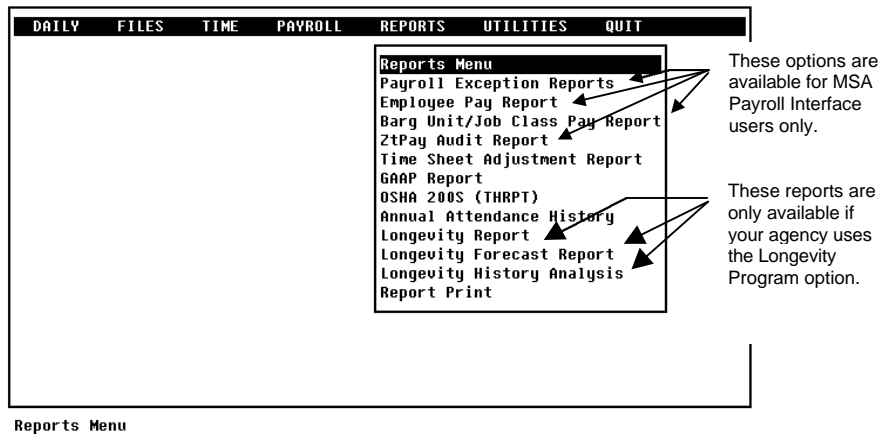 DAILY FILES TIME PAYROLL REPORTS UTILITIES QUIT
Reports Menu
Payroll Exception Reports
Employee Pay Report
Barg Unit/Job Class Pay Report
ZtPay Audit Report
Time Sheet Adjustment Report
GAAP Report
OSHA 200S (THRPT)
Annual Attendance History
Longevity Report
Longevity Forecast Report
Longevity History Analysis
Report Print
These options are
available for MSA
Payroll Interface
users only.
These reports are
only available if
your agency uses
the Longevity
Program option.
Reports Menu